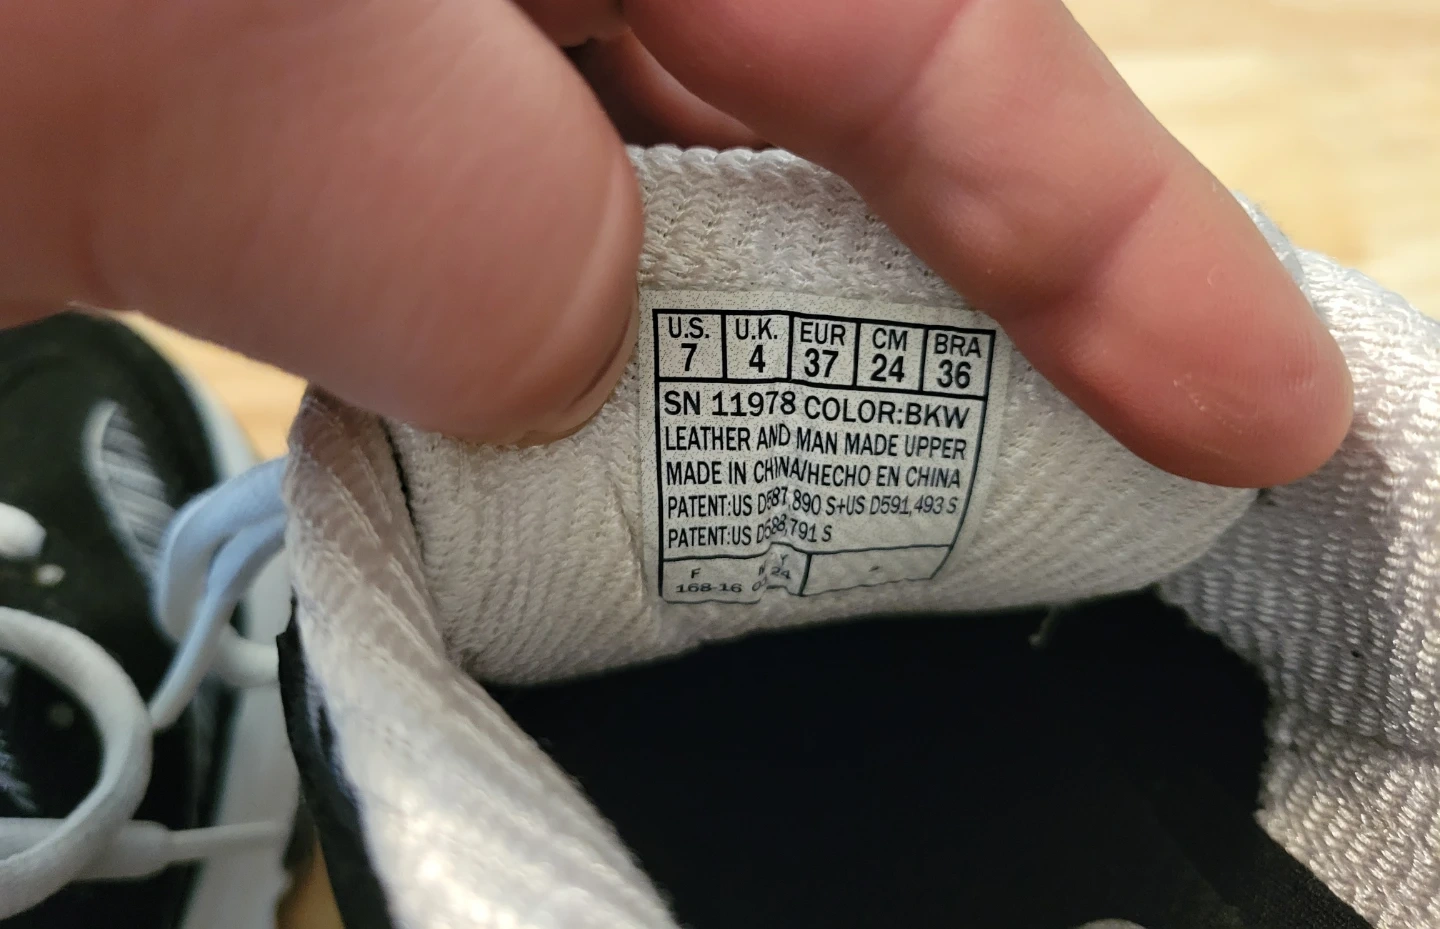 U.S. U.K. EUR CM BRA
7 4 37 24 36
SN 11978 COLOR:BKW
LEATHER AND MAN MADE UPPER
MADE IN CHINA/HECHO EN CHINA
PATENT:US D587,890 S+US D591,493 S
PATENT:US D588,791 S
F Y
168-16 24